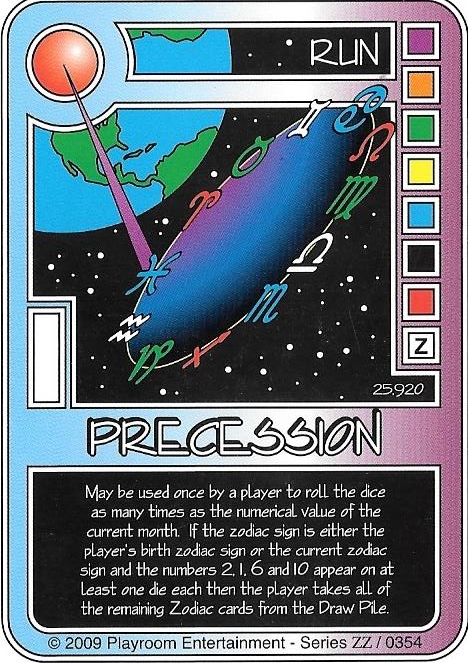 RUN
Z
25,920
PRECESSION
May be used once by a player to roll the dice
as many times as the numerical value of the
current month. If the zodiac sign is either the
player's birth zodiac sign or the current zodiac
sign and the numbers 2, 1, 6 and 10 appear on at
least one die each then the player takes all of
the remaining Zodiac cards from the Draw Pile.
© 2009 Playroom Entertainment - Series ZZ / 0354